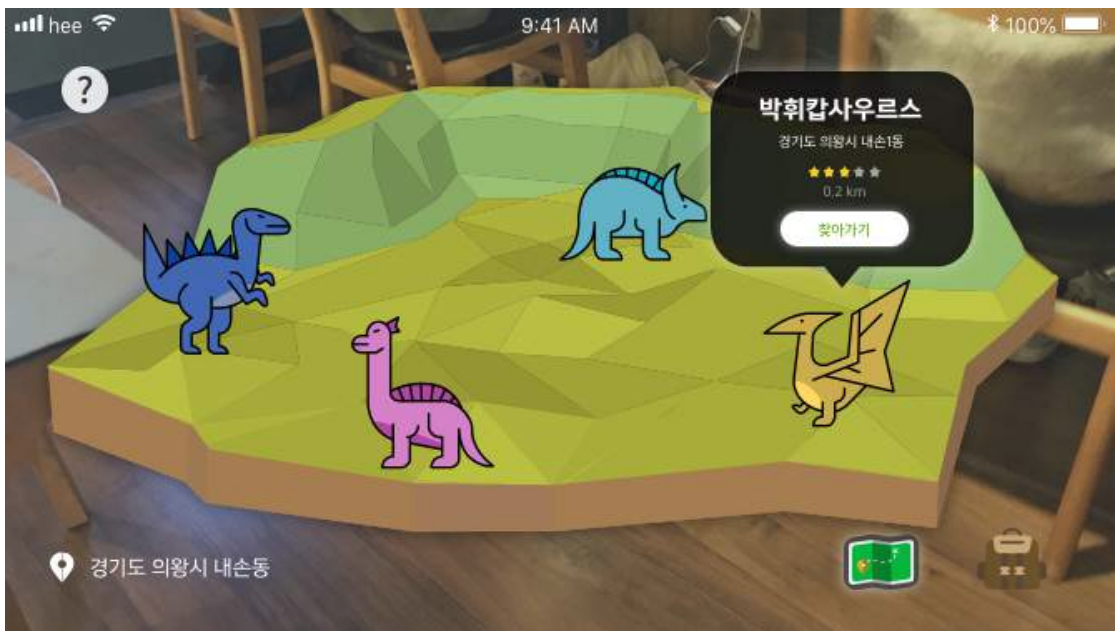 hee
9:41 AM
100%
?
박휘캅사우르스
경기도 의왕시 내손1동
0.2 km
찾아가기
경기도 의왕시 내손동